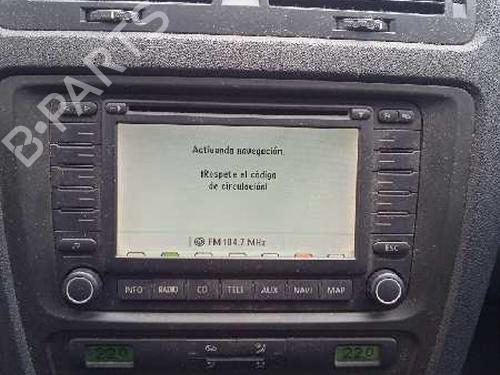 B-PARTS
Activando navegación.
¡Respete el código
de circulación!
FM 104.7 MHz
ESC
INFO RADIO CD TEL AUX NAVI MAP
22.0 22.0